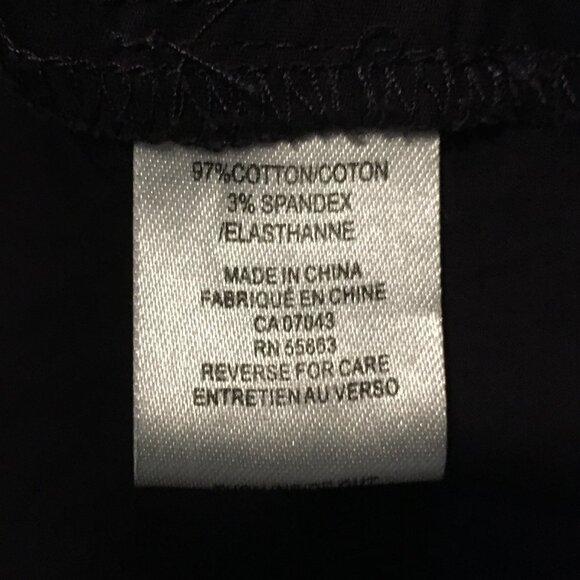 97%COTTON/COTON
3% SPANDEX
/ELASTHANNE
MADE IN CHINA
FABRIQUÉ EN CHINE
CA 07043
RN 55663
REVERSE FOR CARE
ENTRETIEN AU VERSO